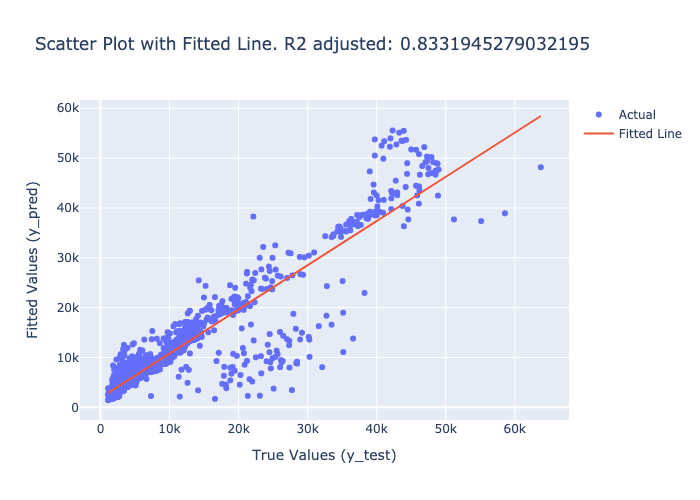 Scatter Plot with Fitted Line. R2 adjusted: 0.8331945279032195
60k
50k
40k
30k
20k
10k
0
Fitted Values (y_pred)
0
10k
20k
30k
40k
50k
60k
True Values (y_test)
Actual
Fitted Line